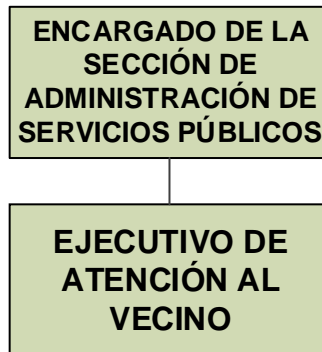 ENCARGADO DE LA
SECCIÓN DE
ADMINISTRACIÓN DE
SERVICIOS PÚBLICOS
EJECUTIVO DE
ATENCIÓN AL
VECINO